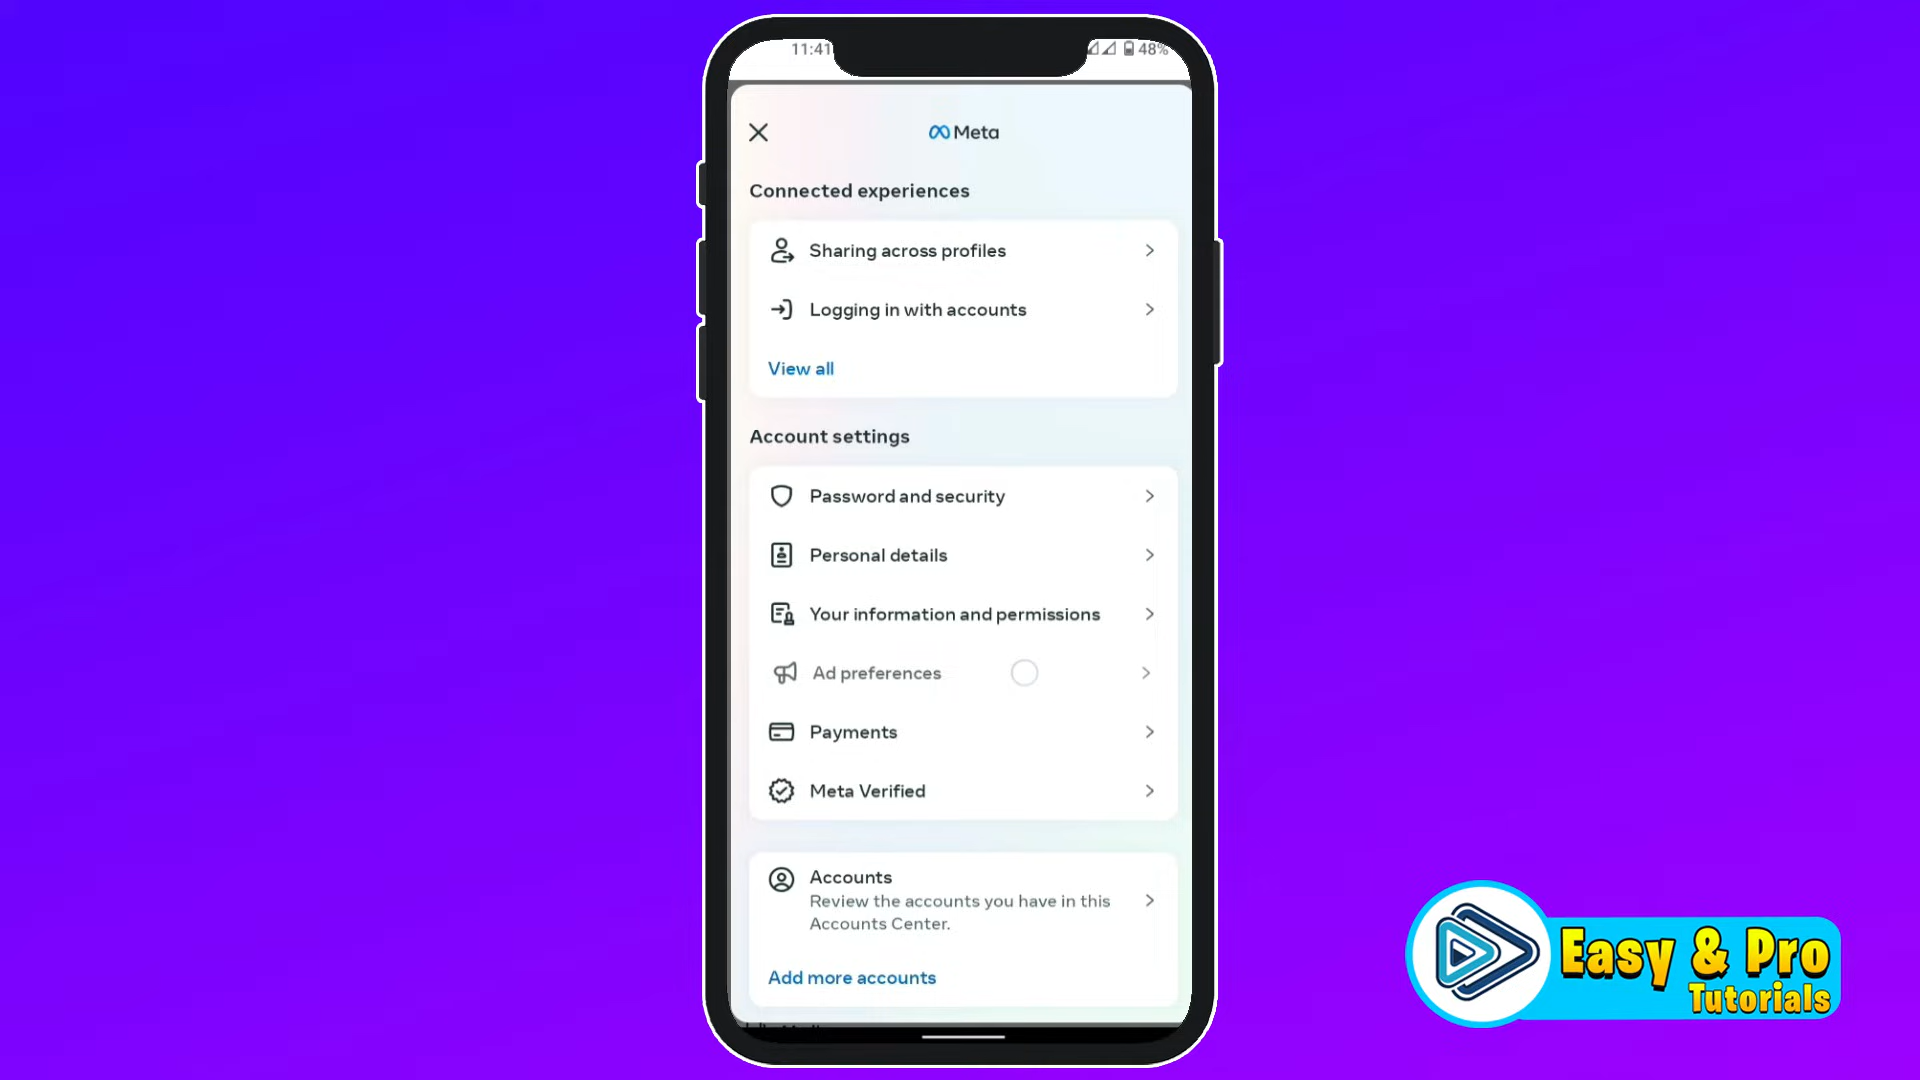 11:41
48%
Meta
Connected experiences
Sharing across profiles
Logging in with accounts
View all
Account settings
Password and security
Personal details
Your information and permissions
Ad preferences
Payments
Meta Verified
Accounts
Review the accounts you have in this
Accounts Center.
Add more accounts
Easy & Pro
Tutorials